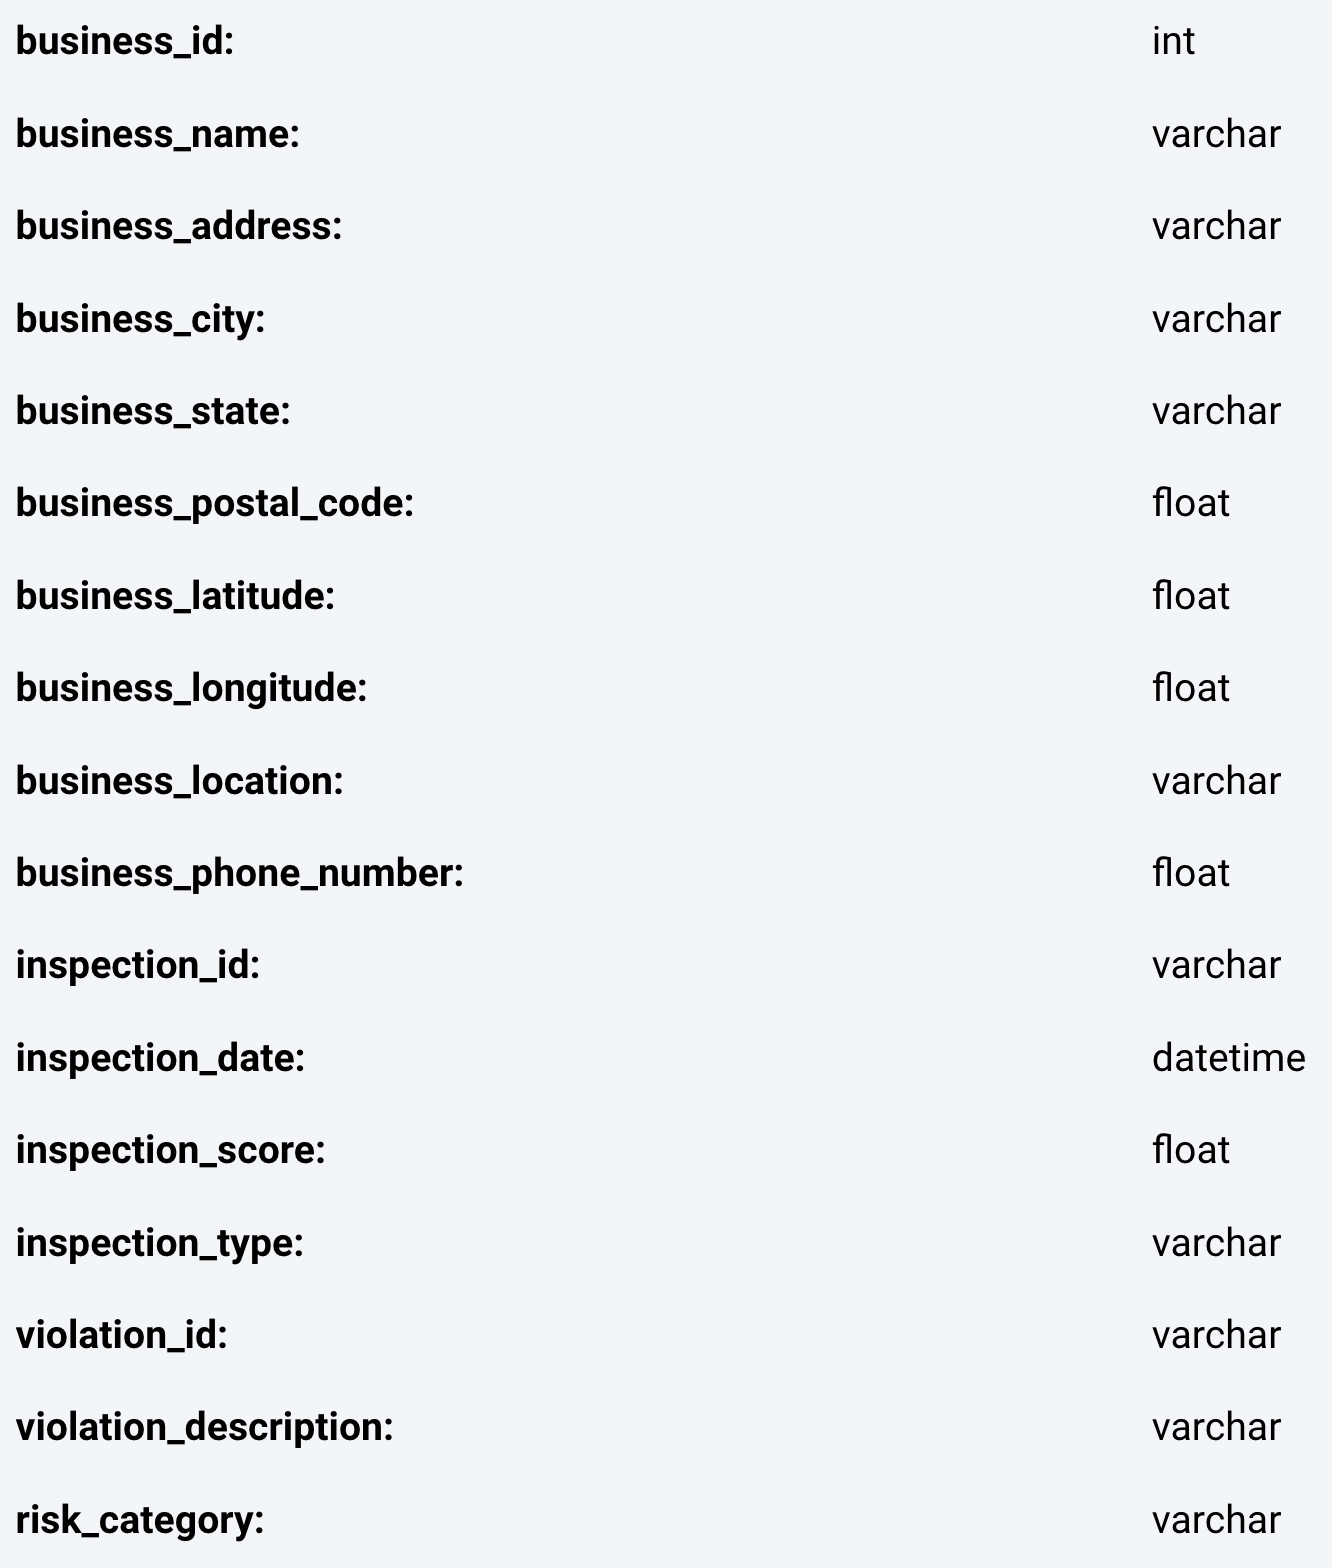 business_id: int
business_name: varchar
business_address: varchar
business_city: varchar
business_state: varchar
business_postal_code: float
business_latitude: float
business_longitude: float
business_location: varchar
business_phone_number: float
inspection_id: varchar
inspection_date: datetime
inspection_score: float
inspection_type: varchar
violation_id: varchar
violation_description: varchar
risk_category: varchar